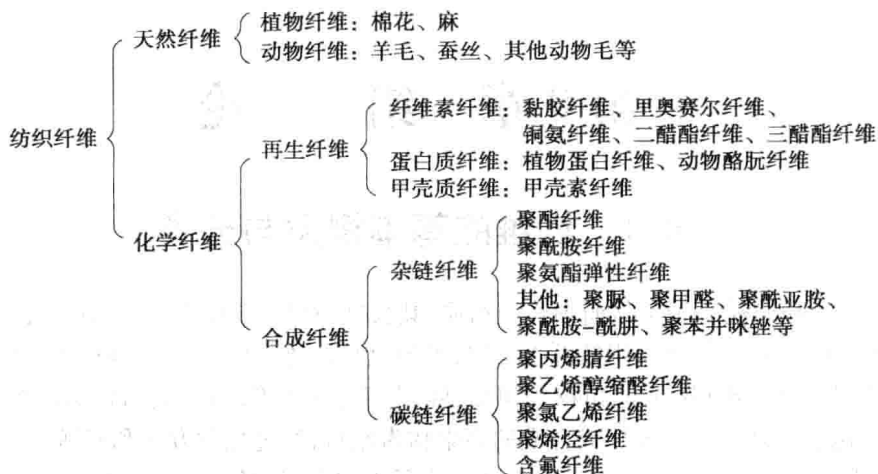 纺织纤维
天然纤维
植物纤维：棉花、麻
动物纤维：羊毛、蚕丝、其他动物毛等
化学纤维
再生纤维
纤维素纤维：黏胶纤维、里奥赛尔纤维、
铜氨纤维、二醋酯纤维、三醋酯纤维
蛋白质纤维：植物蛋白纤维、动物酪朊纤维
甲壳质纤维：甲壳素纤维
合成纤维
杂链纤维
聚酯纤维
聚酰胺纤维
聚氨酯弹性纤维
其他：聚脲、聚甲醛、聚酰亚胺、
聚酰胺-酰肼、聚苯并咪锉等
碳链纤维
聚丙烯腈纤维
聚乙烯醇缩醛纤维
聚氯乙烯纤维
聚烯烃纤维
含氟纤维